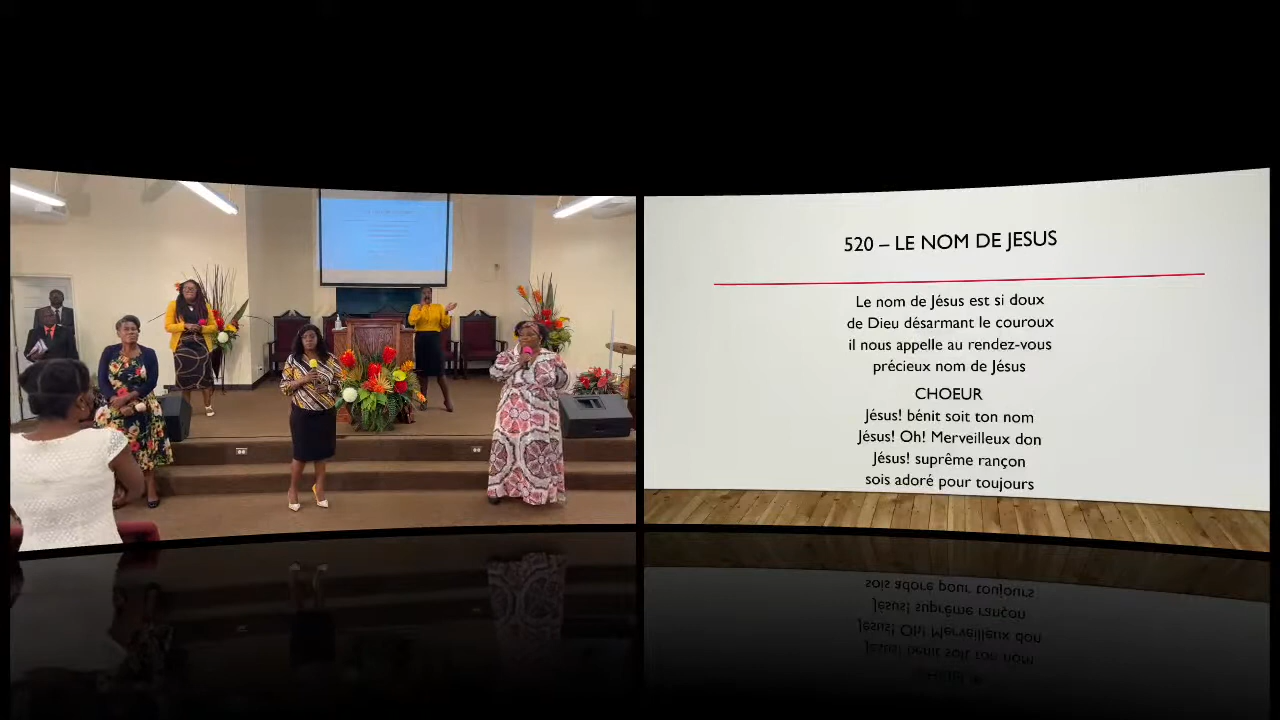 520 – LE NOM DE JESUS
Le nom de Jésus est si doux
de Dieu désarmant le couroux
il nous appelle au rendez-vous
précieux nom de Jésus
CHOEUR
Jésus! bénit soit ton nom
Jésus! Oh! Merveilleux don
Jésus! suprême rançon
sois adoré pour toujours